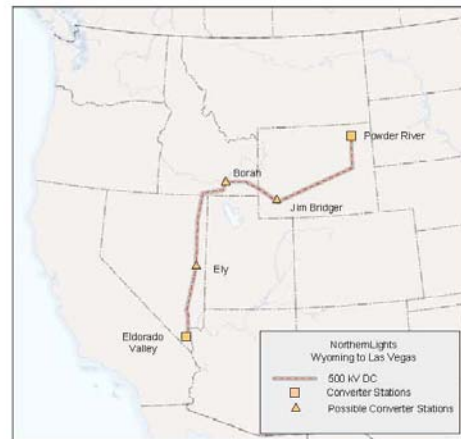 Powder River
Borah
Jim Bridger
Ely
Eldorado
Valley
NorthernLights
Wyoming to Las Vegas
500 kV DC
Converter Stations
Possible Converter Stations